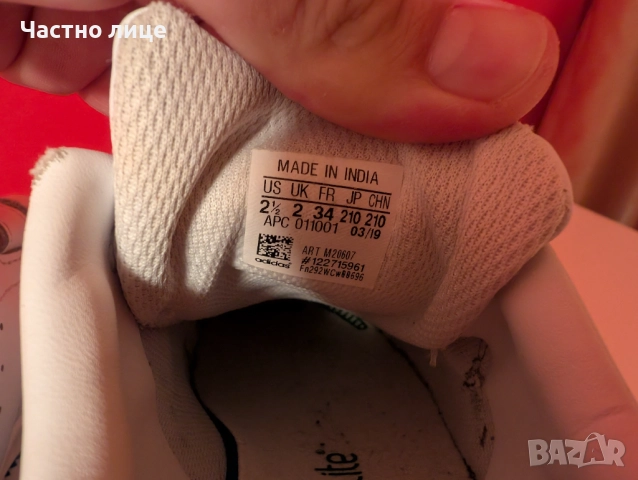 Частно лице
MADE IN INDIA
US UK FR JP CHN
2½ 2 34 210 210
APC 011001 03/19
adidas
ART M20607
#122715961
lite
BAZAR